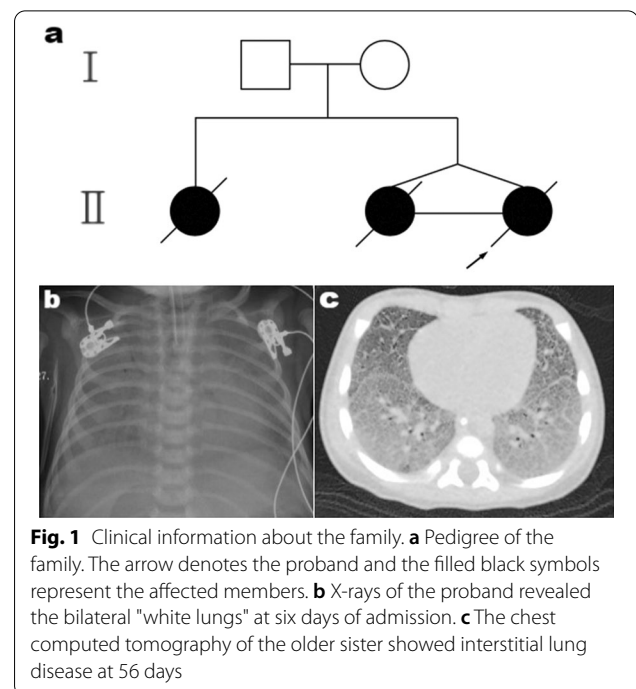 a
I
II
b
c
27.
Fig. 1 Clinical information about the family. a Pedigree of the
family. The arrow denotes the proband and the filled black symbols
represent the affected members. b X-rays of the proband revealed
the bilateral "white lungs" at six days of admission. c The chest
computed tomography of the older sister showed interstitial lung
disease at 56 days